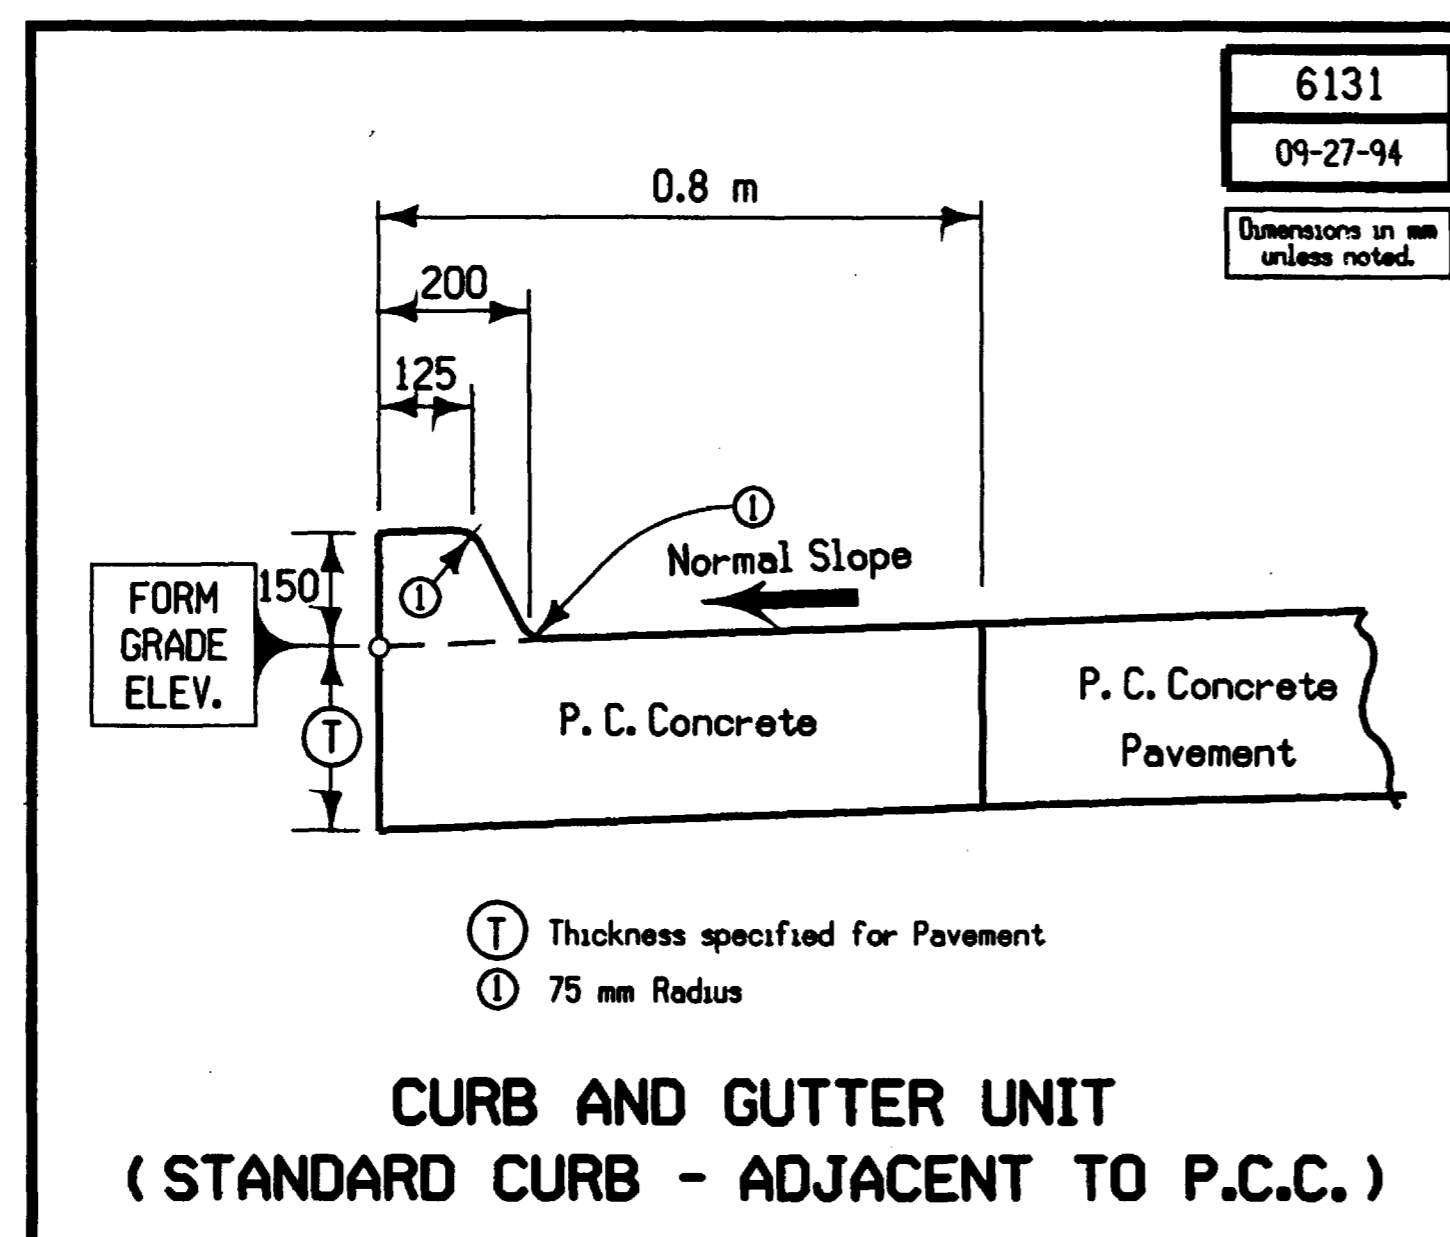 6131
09-27-94
Dimensions in mm
unless noted.
0.8 m
200
125
1
Normal Slope
150
1
FORM
GRADE
ELEV.
T
P. C. Concrete
P. C. Concrete
Pavement
T Thickness specified for Pavement
1 75 mm Radius
CURB AND GUTTER UNIT
( STANDARD CURB - ADJACENT TO P.C.C. )